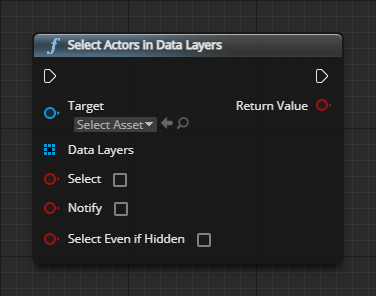 Select Actors in Data Layers
Target
Return Value
Select Asset
Data Layers
Select
Notify
Select Even if Hidden